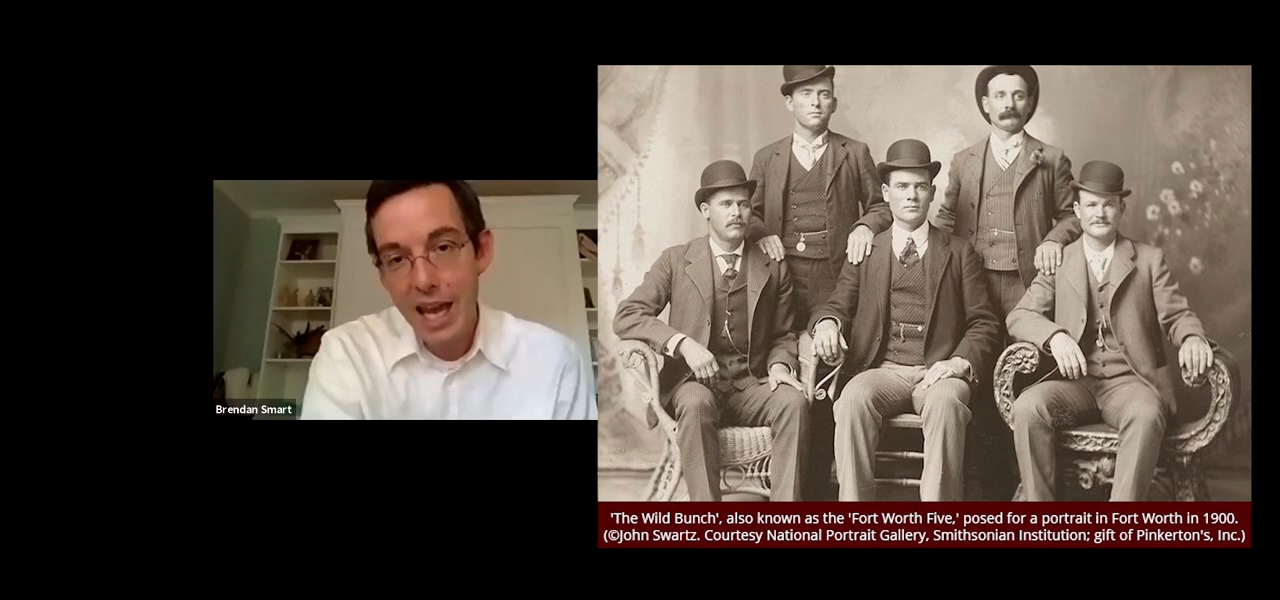 Brendan Smart
'The Wild Bunch', also known as the 'Fort Worth Five,' posed for a portrait in Fort Worth in 1900.
(©John Swartz. Courtesy National Portrait Gallery, Smithsonian Institution; gift of Pinkerton's, Inc.)